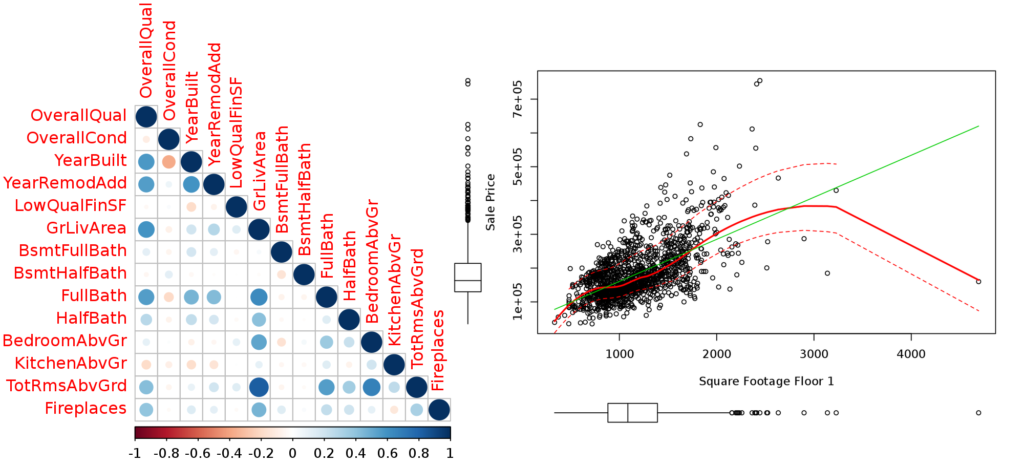 OverallQual
OverallCond
YearBuilt
YearRemodAdd
LowQualFinSF
GrLivArea
BsmtFullBath
BsmtHalfBath
FullBath
HalfBath
BedroomAbvGr
KitchenAbvGr
TotRmsAbvGrd
Fireplaces
OverallQual
OverallCond
YearBuilt
YearRemodAdd
LowQualFinSF
GrLivArea
BsmtFullBath
BsmtHalfBath
FullBath
HalfBath
BedroomAbvGr
KitchenAbvGr
TotRmsAbvGrd
Fireplaces
-1 -0.8 -0.6 -0.4 -0.2 0 0.2 0.4 0.6 0.8 1
Sale Price
7e+05
5e+05
3e+05
1e+05
1000 2000 3000 4000
Square Footage Floor 1